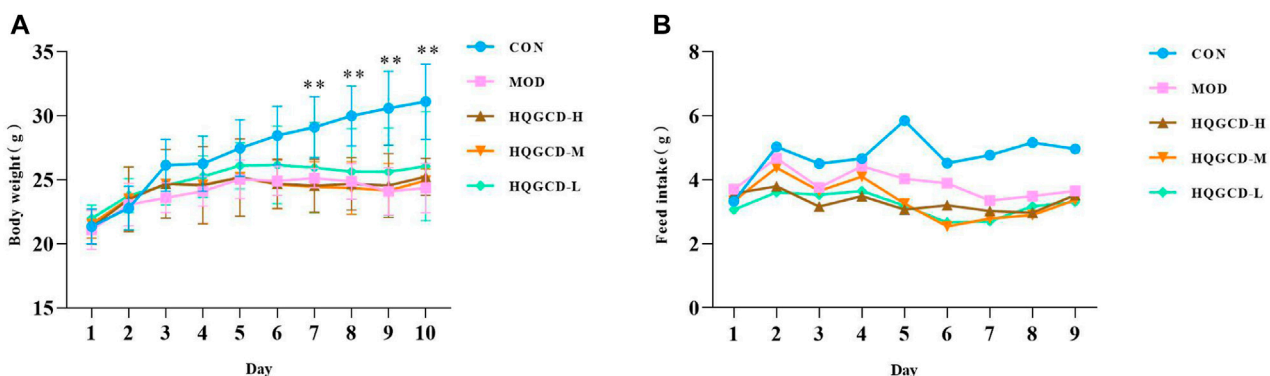 A
Body weight( g )
35
30
25
20
15
** ** ** **
1 2 3 4 5 6 7 8 9 10
Day
CON
MOD
HQGCD-H
HQGCD-M
HQGCD-L
B
Feed intake( g )
8
6
4
2
0
1 2 3 4 5 6 7 8 9
Day
CON
MOD
HQGCD-H
HQGCD-M
HQGCD-L